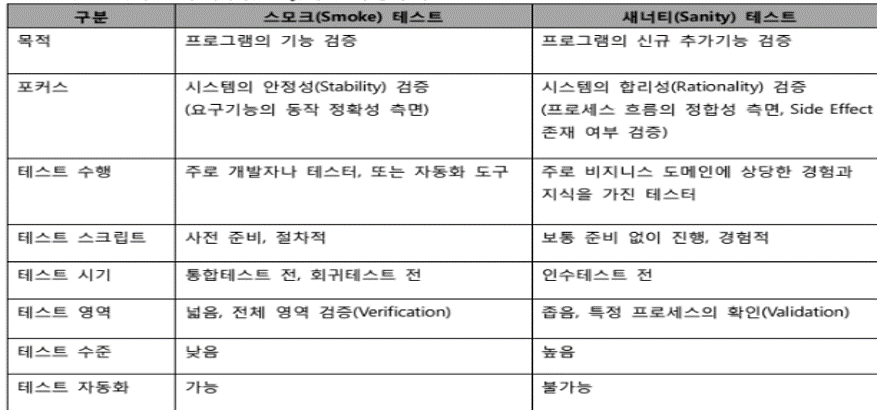 구분 스모크(Smoke) 테스트 새너티(Sanity) 테스트
목적 프로그램의 기능 검증 프로그램의 신규 추가기능 검증
포커스 시스템의 안정성(Stability) 검증 시스템의 합리성(Rationality) 검증
(요구기능의 동작 정확성 측면) (프로세스 흐름의 정합성 측면, Side Effect
존재 여부 검증)
테스트 수행 주로 개발자나 테스터, 또는 자동화 도구 주로 비지니스 도메인에 상당한 경험과
지식을 가진 테스터
테스트 스크립트 사전 준비, 절차적 보통 준비 없이 진행, 경험적
테스트 시기 통합테스트 전, 회귀테스트 전 인수테스트 전
테스트 영역 넓음, 전체 영역 검증(Verification) 좁음, 특정 프로세스의 확인(Validation)
테스트 수준 낮음 높음
테스트 자동화 가능 불가능